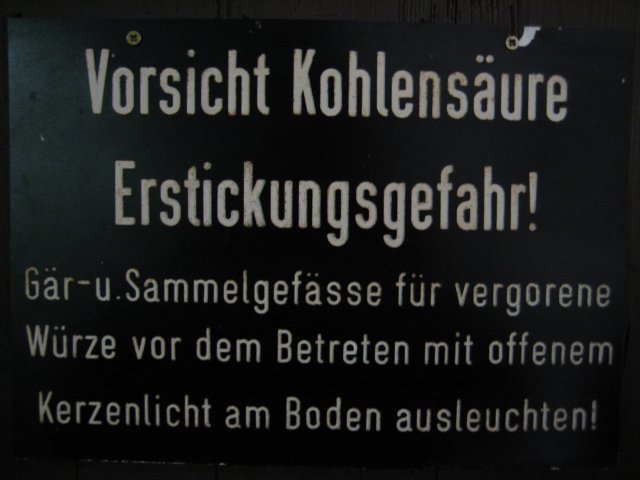 Vorsicht Kohlensäure
Erstickungsgefahr!
Gär-u.Sammelgefässe für vergorene
Würze vor dem Betreten mit offenem
Kerzenlicht am Boden ausleuchten!